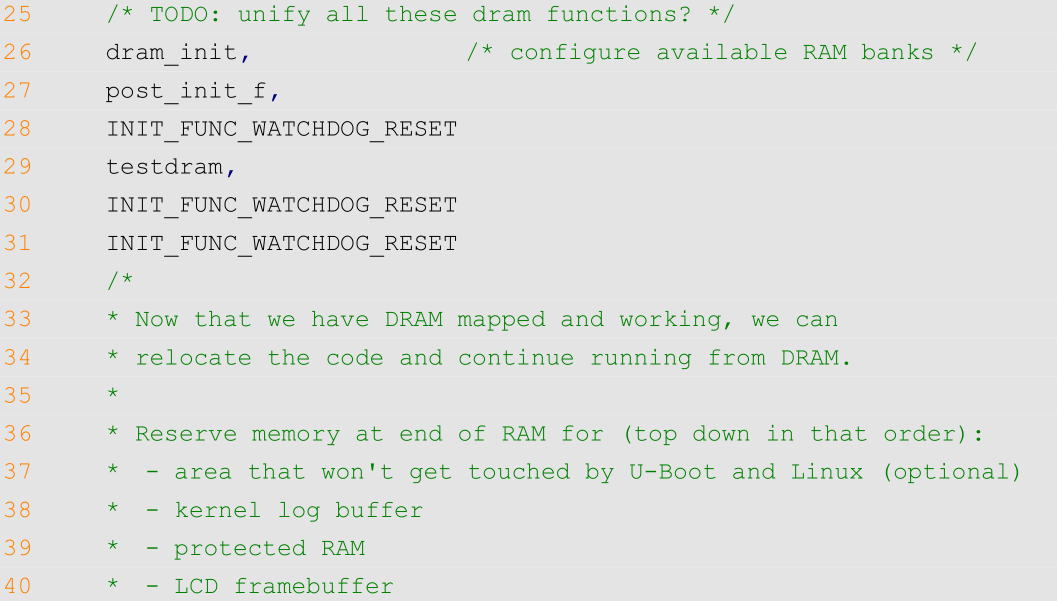 25 /* TODO: unify all these dram functions? */
26 dram_init, /* configure available RAM banks */
27 post_init_f,
28 INIT_FUNC_WATCHDOG_RESET
29 testdram,
30 INIT_FUNC_WATCHDOG_RESET
31 INIT_FUNC_WATCHDOG_RESET
32 /*
33 * Now that we have DRAM mapped and working, we can
34 * relocate the code and continue running from DRAM.
35 *
36 * Reserve memory at end of RAM for (top down in that order):
37 * - area that won't get touched by U-Boot and Linux (optional)
38 * - kernel log buffer
39 * - protected RAM
40 * - LCD framebuffer